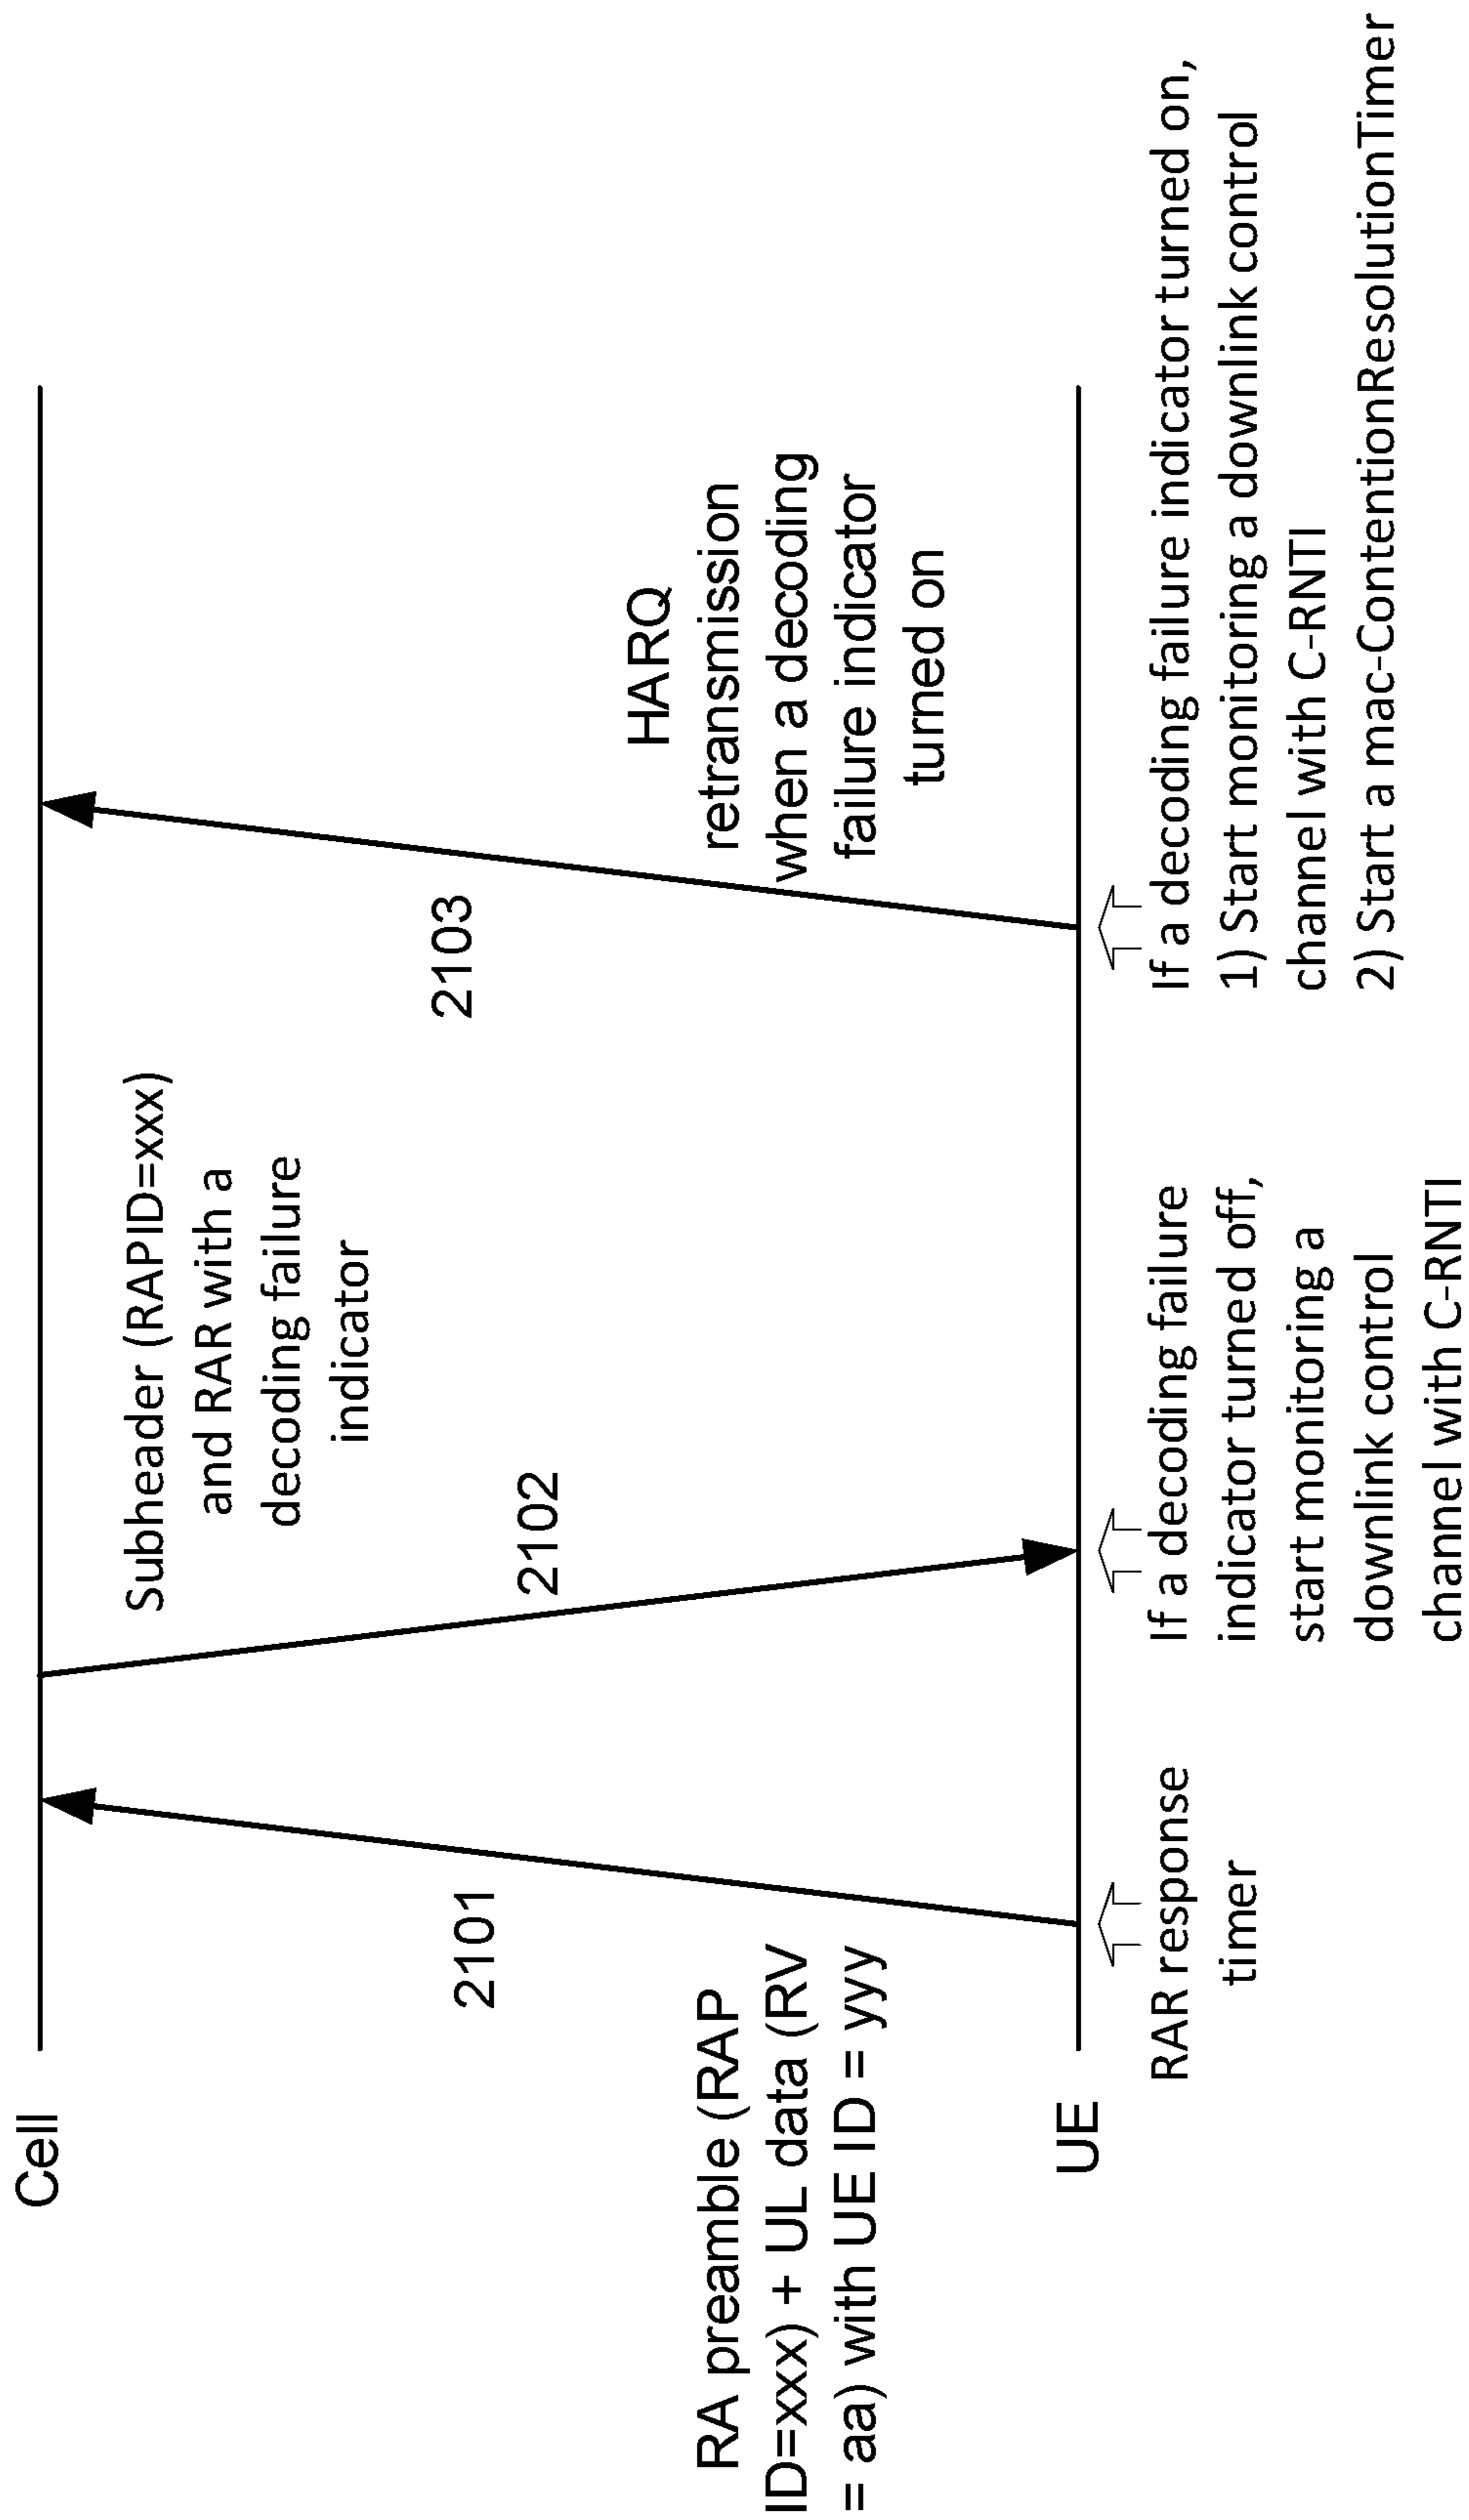 Cell
RA preamble (RAP
ID=xxx) + UL data (RV
= aa) with UE ID = yyy
2101
Subheader (RAPID=xxx)
and RAR with a
decoding failure
indicator
2102
2103
HARQ
retransmission
when a decoding
failure indicator
turned on
UE
RAR response
timer
If a decoding failure
indicator turned off,
start monitoring a
downlink control
channel with C-RNTI
If a decoding failure indicator turned on,
1) Start monitoring a downlink control
channel with C-RNTI
2) Start a mac-ContentionResolutionTimer